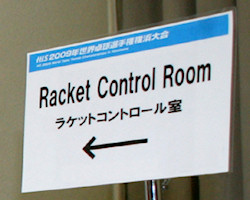 H.I.S. 2009年世界卓球選手権横浜大会
Racket Control Room
ラケットコントロール室